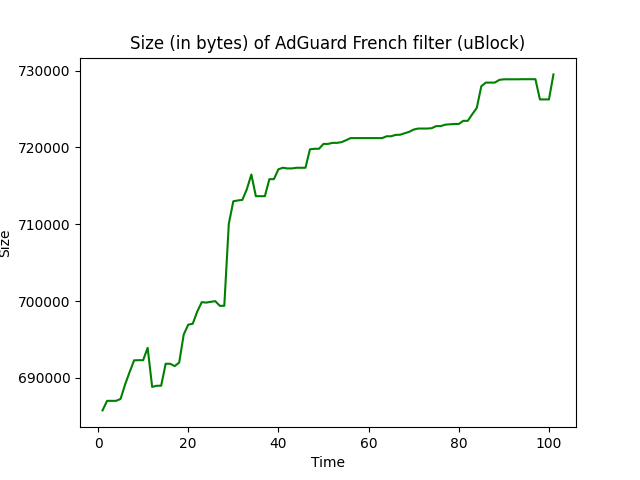 Size (in bytes) of AdGuard French filter (uBlock)
730000
720000
710000
700000
690000
Size
0 20 40 60 80 100
Time